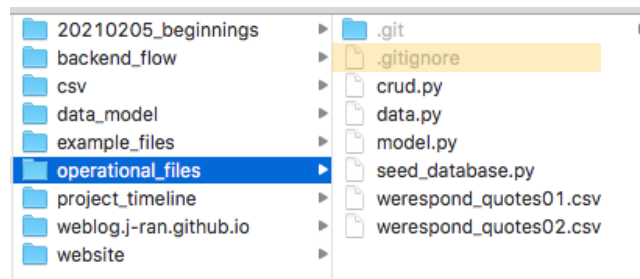 20210205_beginnings
backend_flow
csv
data_model
example_files
operational_files
project_timeline
weblog.j-ran.github.io
website
.git
.gitignore
crud.py
data.py
model.py
seed_database.py
werespond_quotes01.csv
werespond_quotes02.csv